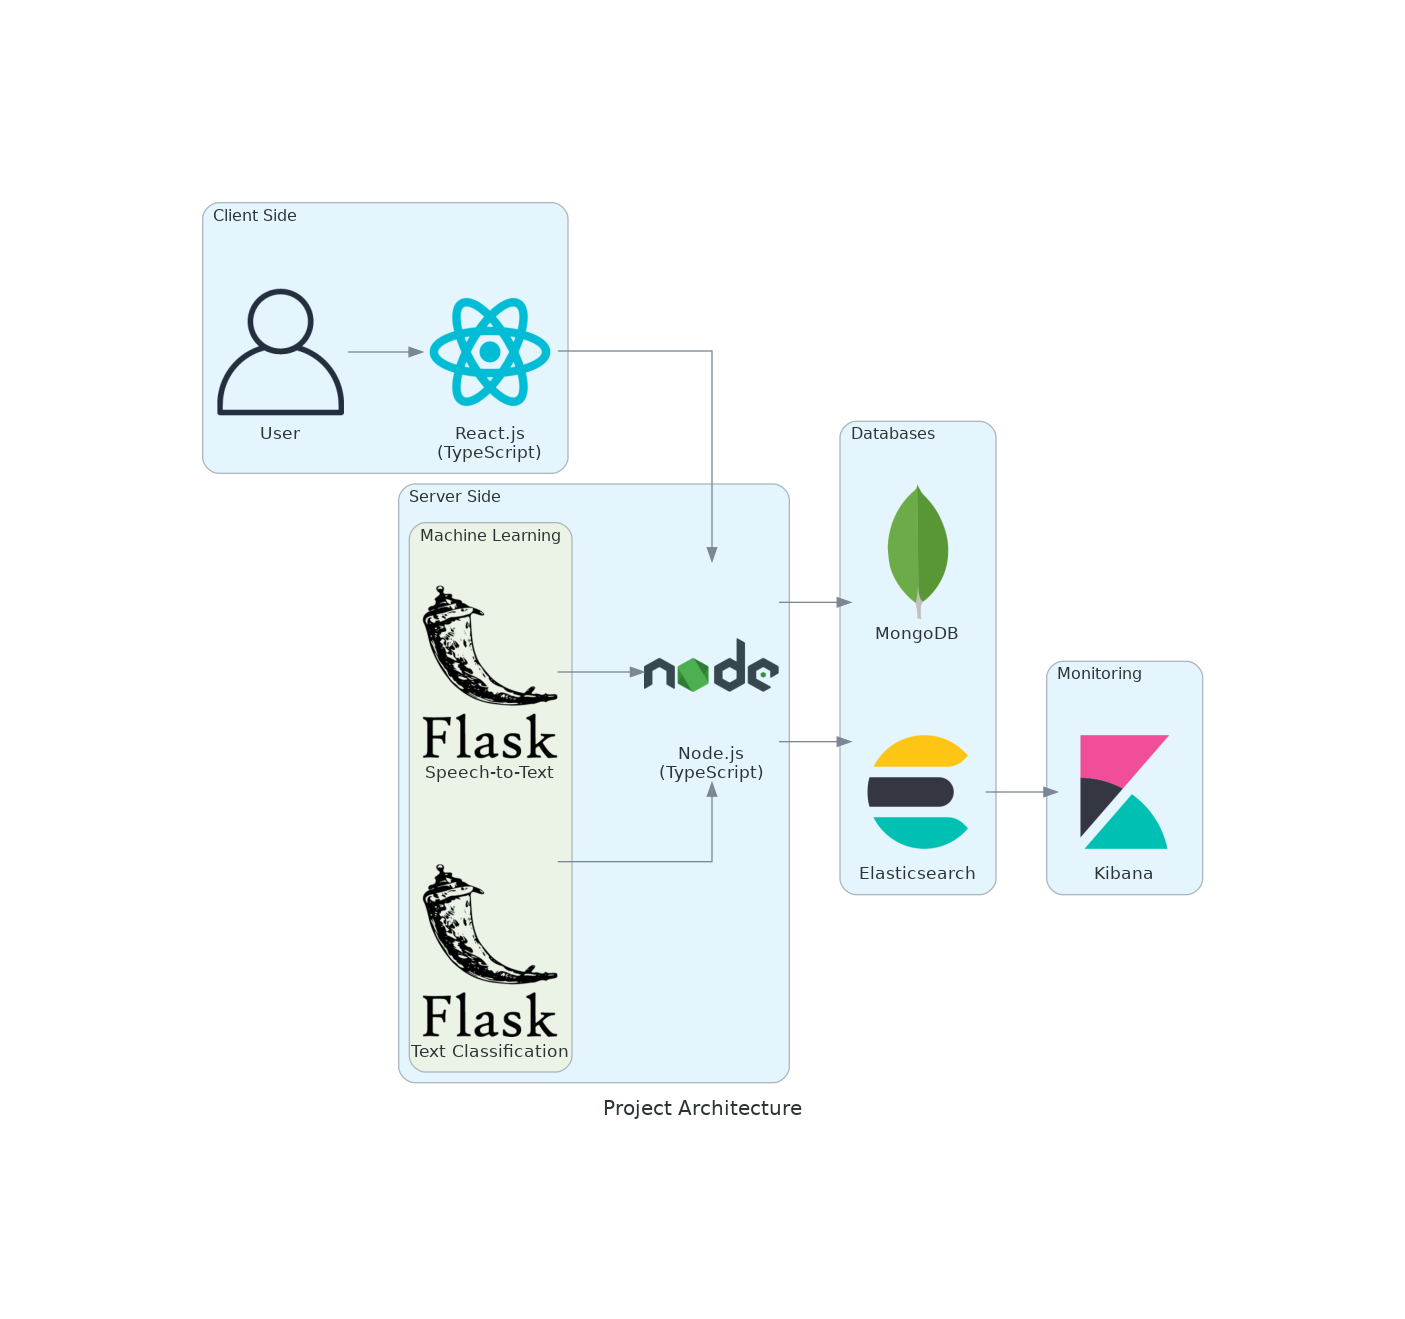 Client Side
User
React.js
(TypeScript)
Server Side
Machine Learning
Flask
Speech-to-Text
Flask
Text Classification
node
Node.js
(TypeScript)
Databases
MongoDB
Elasticsearch
Monitoring
Kibana
Project Architecture